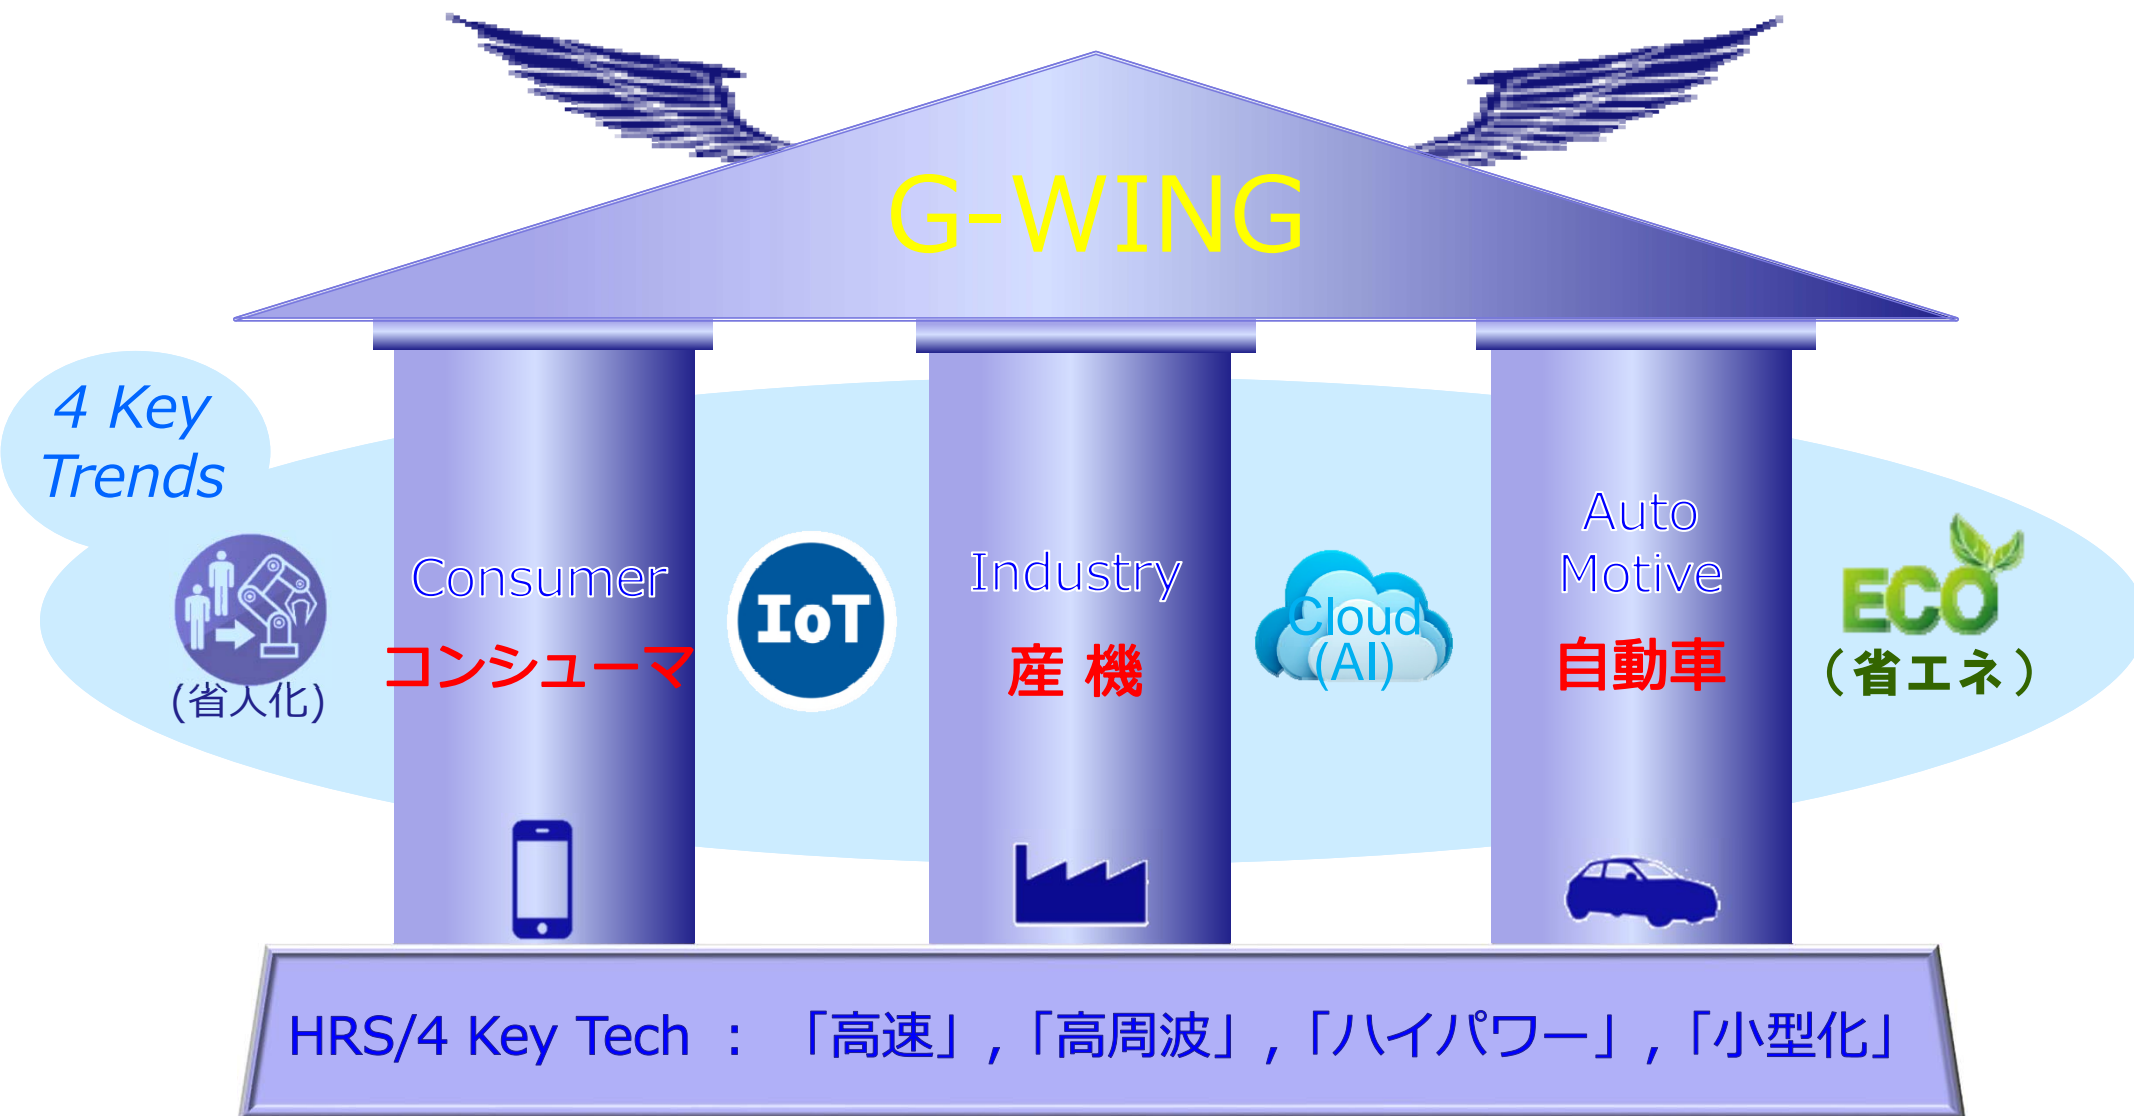 G-WING
4 Key
Trends
(省人化)
Consumer
コンシューマ
IoT
Industry
産 機
Cloud
(AI)
Auto
Motive
自動車
ECO
（省エネ）
HRS/4 Key Tech ： 「高速」,「高周波」,「ハイパワー」,「小型化」